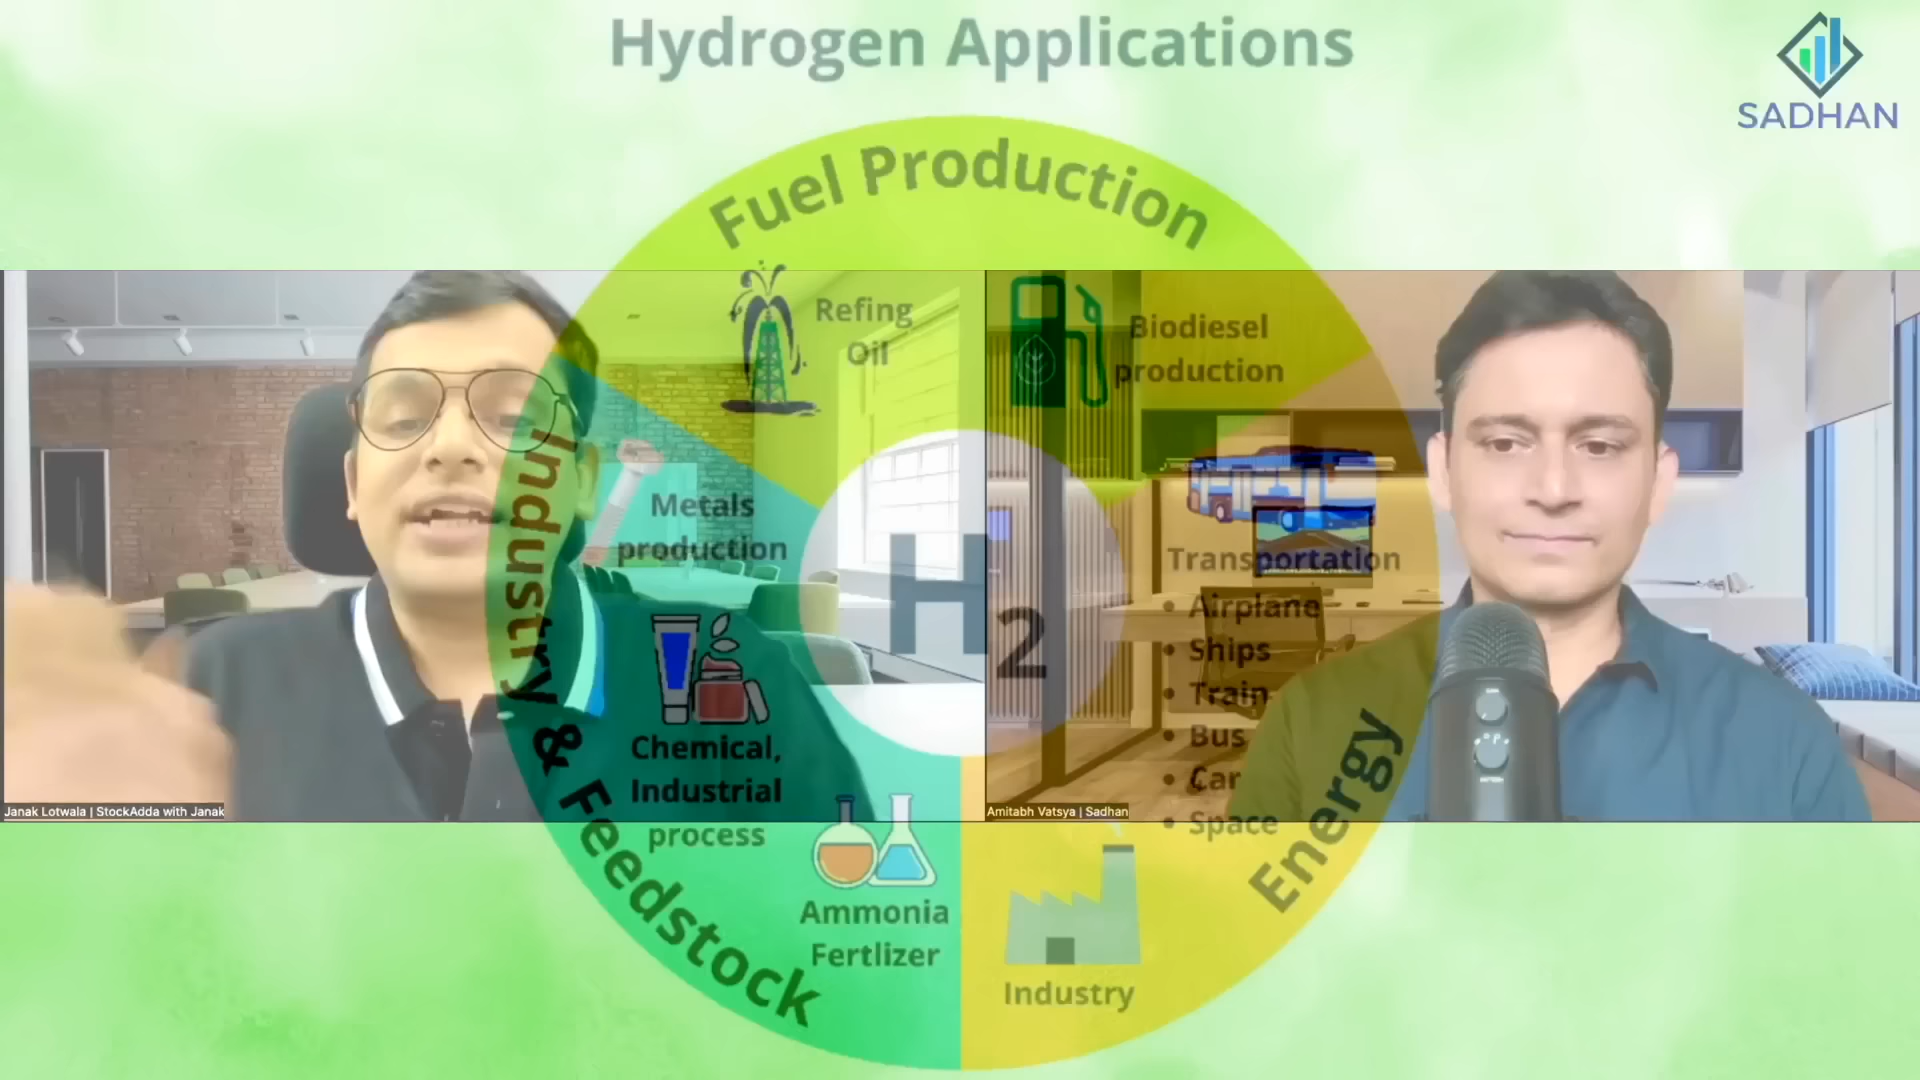 Hydrogen Applications
SADHAN
Fuel Production
Refing
Oil
Biodiesel
production
Industry & Feedstock
Metals
production
H2
Transportation
• Airplane
• Ships
• Train
• Bus
• Car
• Space
Energy
Chemical,
Industrial
process
Janak Lotwala | StockAdda with Janak
Amitabh Vatsya | Sadhan
Ammonia
Fertlizer
Industry